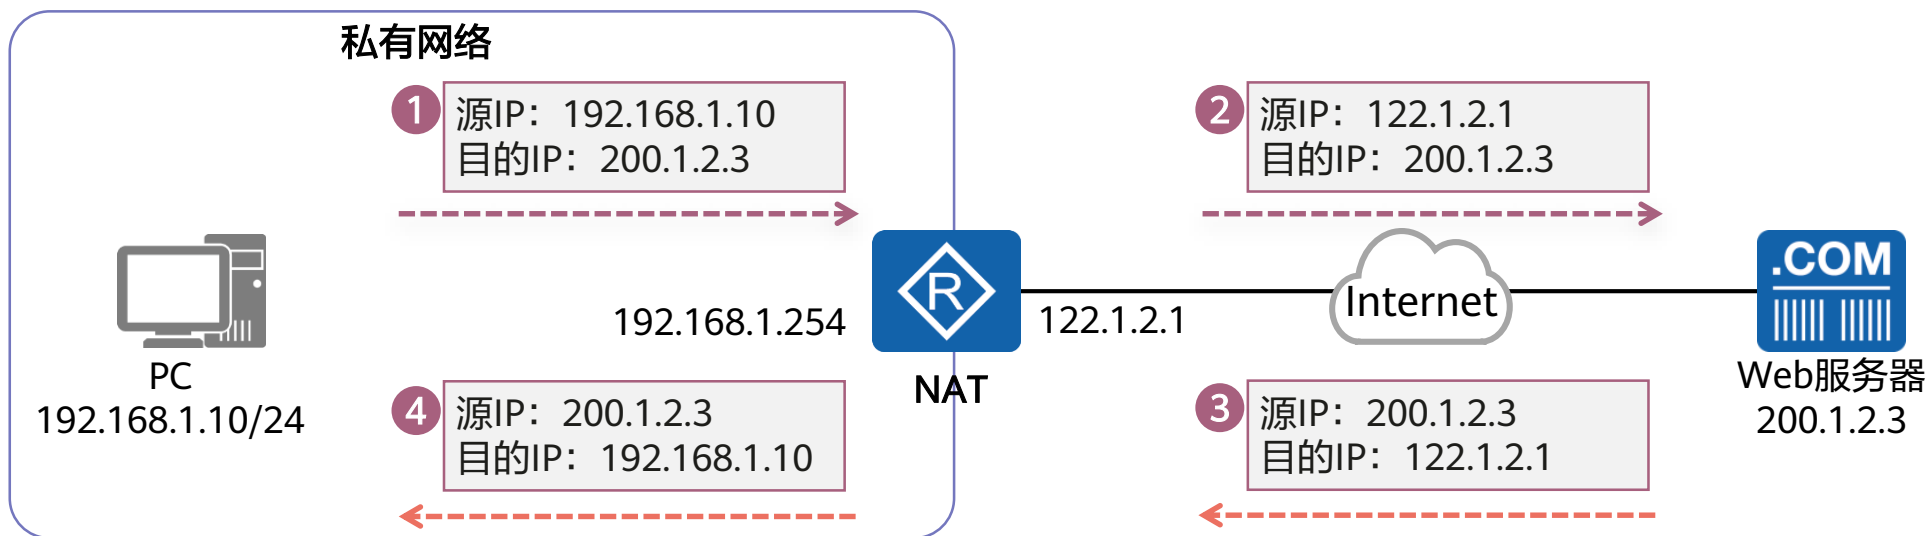 私有网络
1
源IP：192.168.1.10
目的IP：200.1.2.3
2
源IP：122.1.2.1
目的IP：200.1.2.3
.COM
R
Internet
192.168.1.254
122.1.2.1
PC
192.168.1.10/24
NAT
Web服务器
200.1.2.3
4
源IP：200.1.2.3
目的IP：192.168.1.10
3
源IP：200.1.2.3
目的IP：122.1.2.1